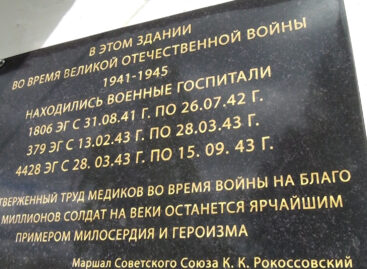 В ЭТОМ ЗДАНИИ
ВО ВРЕМЯ ВЕЛИКОЙ ОТЕЧЕСТВЕННОЙ ВОЙНЫ
1941-1945
НАХОДИЛИСЬ ВОЕННЫЕ ГОСПИТАЛИ
1806 ЭГ С 31.08.41 Г. ПО 26.07.42 Г.
379 ЭГ С 13.02.43 Г. ПО 28.03.43 Г.
4428 ЭГ С 28. 03.43 Г. ПО 15. 09. 43 Г.
ТВЕРЖЕННЫЙ ТРУД МЕДИКОВ ВО ВРЕМЯ ВОЙНЫ НА БЛАГО
МИЛЛИОНОВ СОЛДАТ НА ВЕКИ ОСТАНЕТСЯ ЯРЧАЙШИМ
ПРИМЕРОМ МИЛОСЕРДИЯ И ГЕРОИЗМА
Маршал Советского Союза К. К. Рокоссовский